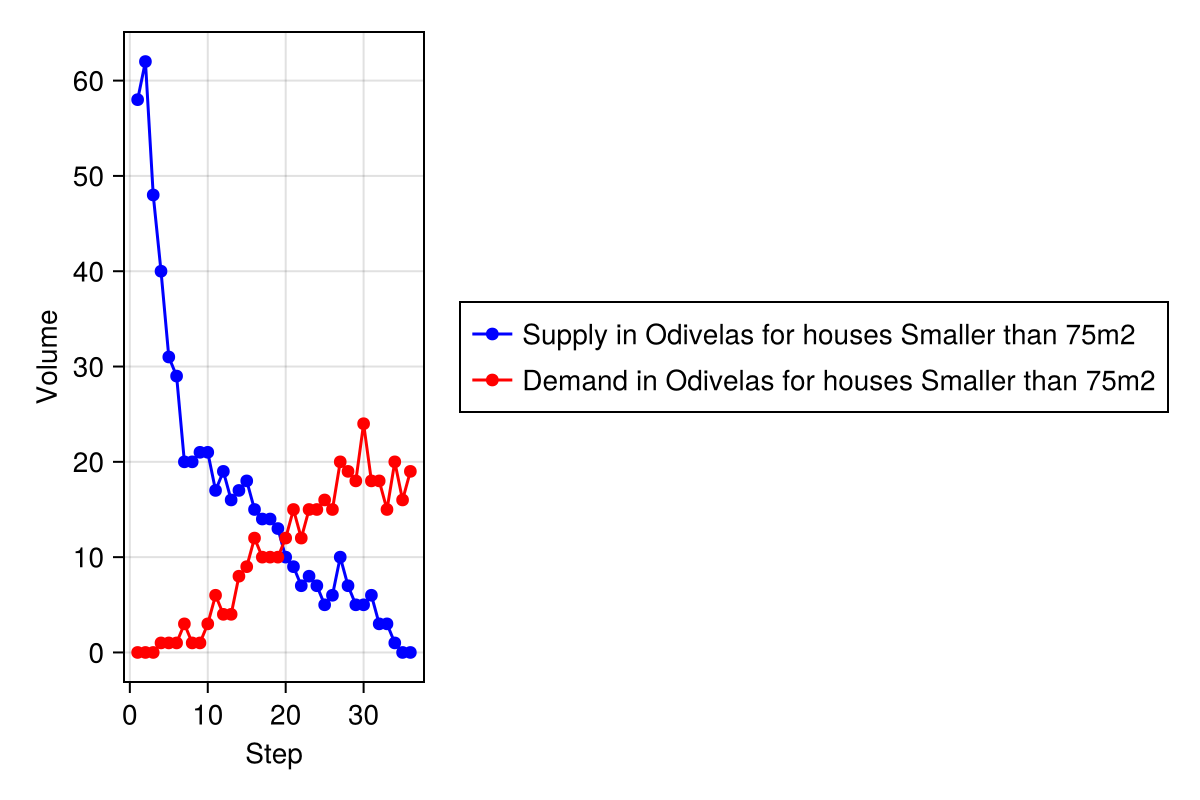 60
50
40
30
20
10
0
Volume
0 10 20 30
Step
Supply in Odivelas for houses Smaller than 75m2
Demand in Odivelas for houses Smaller than 75m2